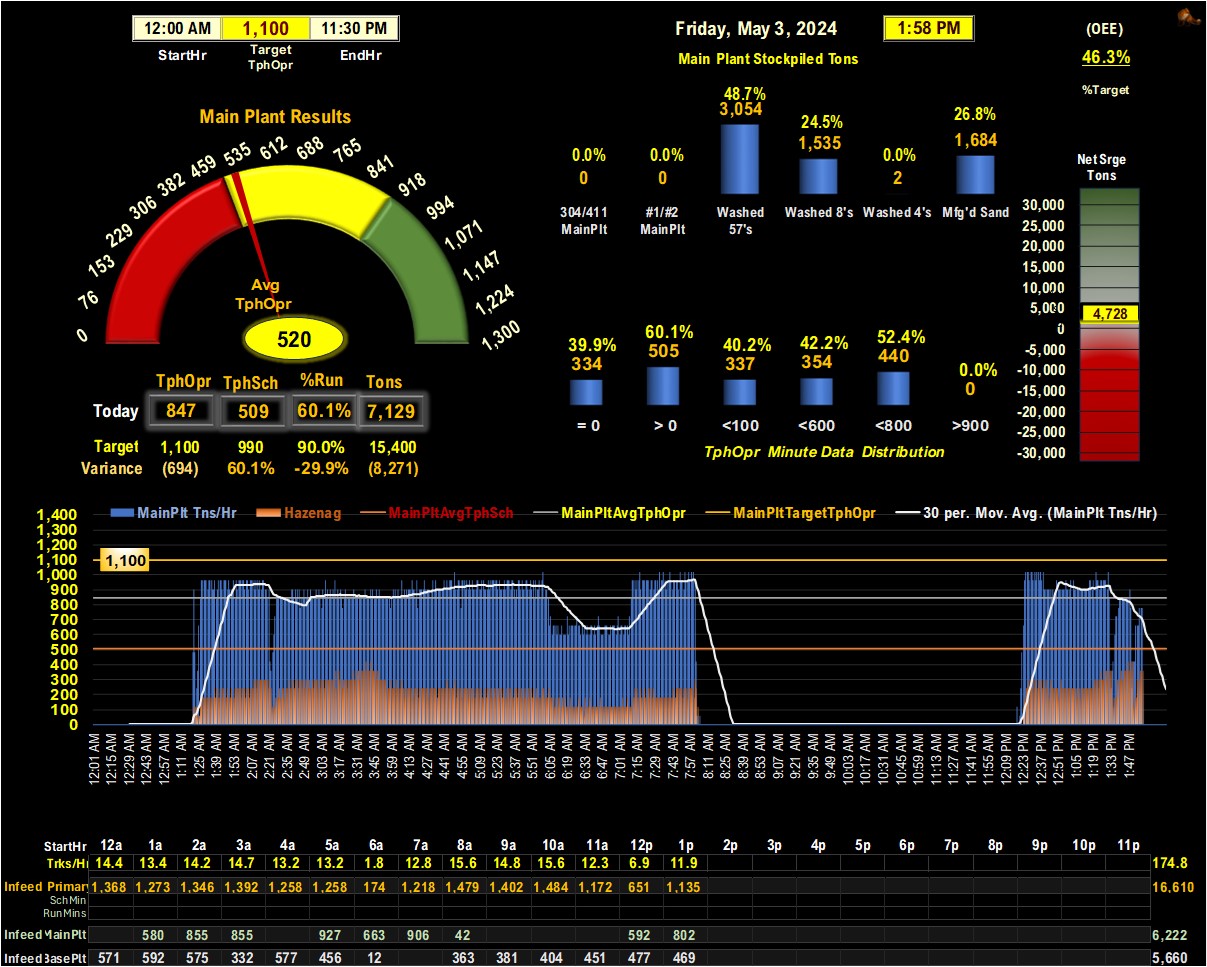 12:00 AM 1,100 11:30 PM
StartHr Target TphOpr EndHr
Friday, May 3, 2024 1:58 PM
Main Plant Stockpiled Tons
(OEE)
46.3%
%Target
Main Plant Results
0 76 153 229 306 382 459 535 612 688 765 841 918 994 1,071 1,147 1,224 1,300
Avg
TphOpr
520
TphOpr TphSch %Run Tons
Today 847 509 60.1% 7,129
Target 1,100 990 90.0% 15,400
Variance (694) 60.1% -29.9% (8,271)
0.0% 0.0% 48.7% 24.5% 0.0% 26.8%
0 0 3,054 1,535 2 1,684
304/411 #1/#2 Washed Washed 8's Washed 4's Mfg'd Sand
MainPlt MainPlt 57's
39.9% 60.1% 40.2% 42.2% 52.4% 0.0%
334 505 337 354 440 0
= 0 > 0 <100 <600 <800 >900
TphOpr Minute Data Distribution
Net Srge
Tons
30,000
25,000
20,000
15,000
10,000
5,000
4,728
0
-5,000
-10,000
-15,000
-20,000
-25,000
-30,000
MainPlt Tns/Hr Hazenag MainPltAvgTphSch MainPltAvgTphOpr MainPltTargetTphOpr 30 per. Mov. Avg. (MainPlt Tns/Hr)
1,400
1,300
1,200
1,100
1,100
1,000
900
800
700
600
500
400
300
200
100
0
12:01 AM 12:15 AM 12:29 AM 12:43 AM 12:57 AM 1:11 AM 1:25 AM 1:39 AM 1:53 AM 2:07 AM 2:21 AM 2:35 AM 2:49 AM 3:03 AM 3:17 AM 3:31 AM 3:45 AM 3:59 AM 4:13 AM 4:27 AM 4:41 AM 4:55 AM 5:09 AM 5:23 AM 5:37 AM 5:51 AM 6:05 AM 6:19 AM 6:33 AM 6:47 AM 7:01 AM 7:15 AM 7:29 AM 7:43 AM 7:57 AM 8:11 AM 8:25 AM 8:39 AM 8:53 AM 9:07 AM 9:21 AM 9:35 AM 9:49 AM 10:03 AM 10:17 AM 10:31 AM 10:45 AM 10:59 AM 11:13 AM 11:27 AM 11:41 AM 11:55 AM 12:09 PM 12:23 PM 12:37 PM 12:51 PM 1:05 PM 1:19 PM 1:33 PM 1:47 PM
StartHr 12a 1a 2a 3a 4a 5a 6a 7a 8a 9a 10a 11a 12p 1p 2p 3p 4p 5p 6p 7p 8p 9p 10p 11p
Trks/Hr 14.4 13.4 14.2 14.7 13.2 13.2 1.8 12.8 15.6 14.8 15.6 12.3 6.9 11.9 174.8
Infeed Primary 1,368 1,273 1,346 1,392 1,258 1,258 174 1,218 1,479 1,402 1,484 1,172 651 1,135 16,610
Sch Min
Run Mins
Infeed MainPlt 580 855 855 927 663 906 42 592 802 6,222
Infeed BasePlt 571 592 575 332 577 456 12 363 381 404 451 477 469 5,660